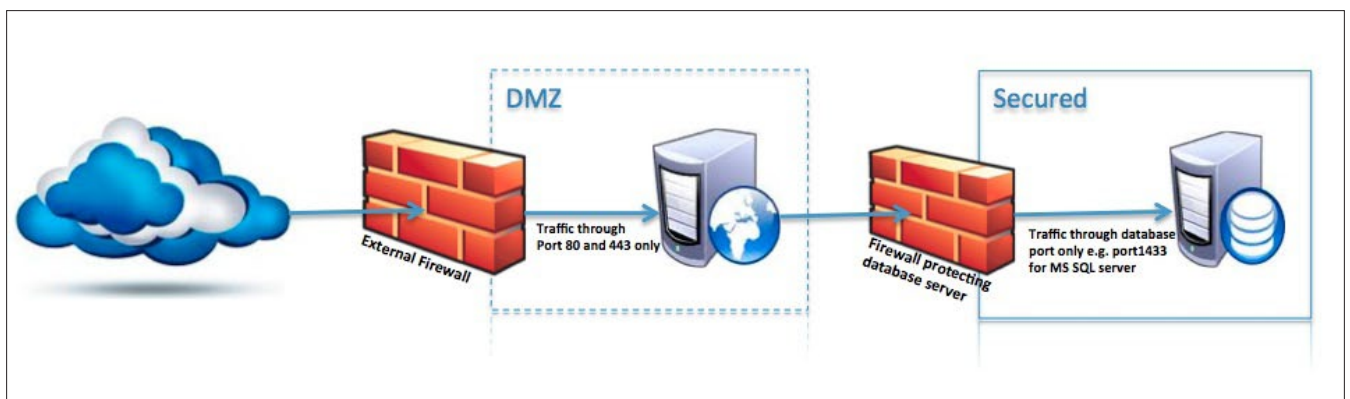 DMZ
Secured
External Firewall
Traffic through
Port 80 and 443 only
Firewall protecting
database server
Traffic through database
port only e.g. port1433
for MS SQL server